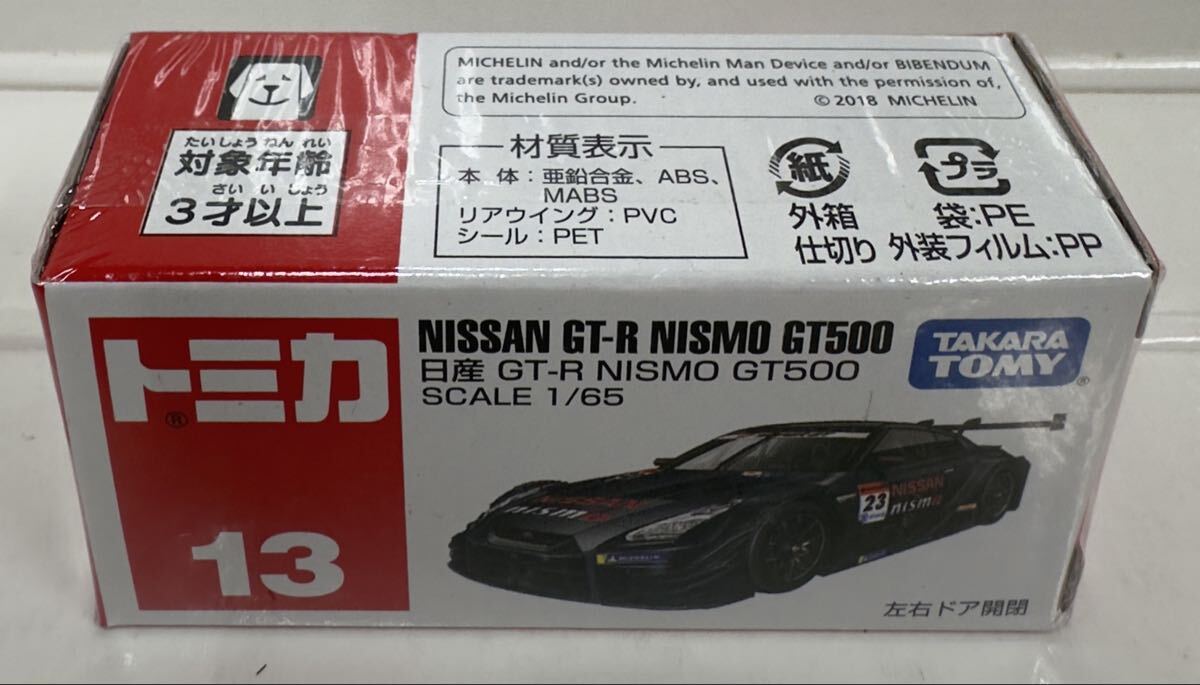 たいしょう ねん れい
対象年齢
さい い しょう
3才以上
MICHELIN and/or the Michelin Man Device and/or BIBENDUM
are trademark(s) owned by, and used with the permission of,
the Michelin Group. © 2018 MICHELIN
材質表示
本 体：亜鉛合金、ABS、
MABS
リアウイング：PVC
シール：PET
紙
外箱
仕切り
プラ
袋:PE
外装フィルム:PP
トミカ®
13
NISSAN GT-R NISMO GT500
日産 GT-R NISMO GT500
SCALE 1/65
TAKARA
TOMY®
NISSAN
nismo
23
NISSAN
nismo
MICHELIN
左右ドア開閉